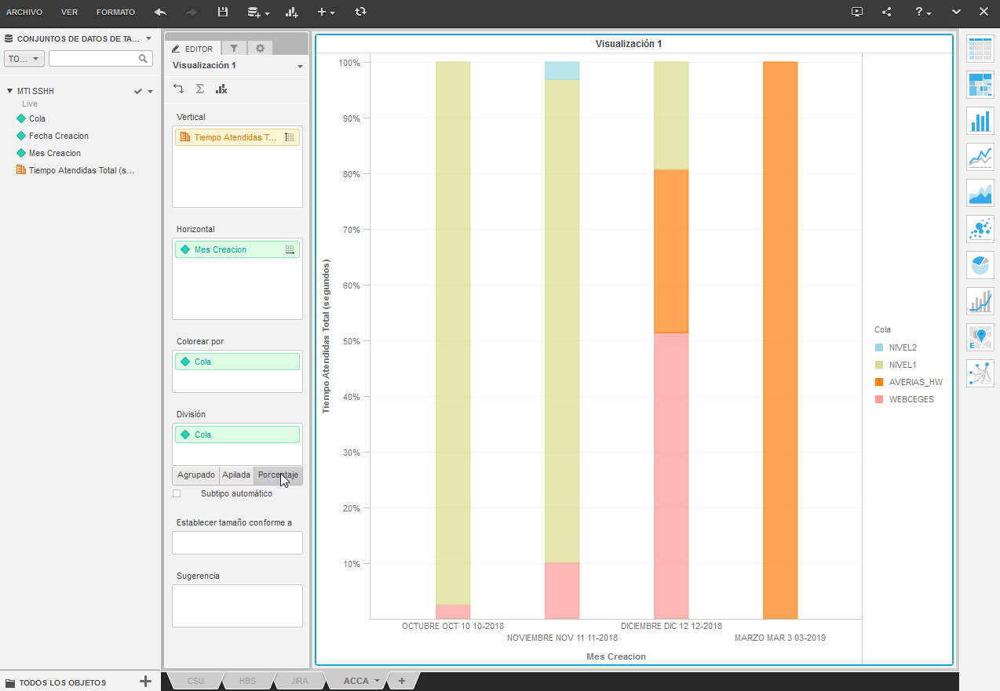 ARCHIVO VER FORMATO
CONJUNTOS DE DATOS DE TA...
TO...
MTI SSHH
Live
Cola
Fecha Creacion
Mes Creacion
Tiempo Atendidas Total (s...
TODOS LOS OBJETOS
EDITOR
Visualización 1
Vertical
Tiempo Atendidas T...
Horizontal
Mes Creacion
Colorear por
Cola
División
Cola
Agrupado Apilada Porcentaje
Subtipo automático
Establecer tamaño conforme a
Sugerencia
Visualización 1
Tiempo Atendidas Total (segundos)
100%
90%
80%
70%
60%
50%
40%
30%
20%
10%
OCTUBRE OCT 10 10-2018
NOVIEMBRE NOV 11 11-2018
DICIEMBRE DIC 12 12-2018
MARZO MAR 3 03-2019
Mes Creacion
Cola
NIVEL2
NIVEL1
AVERIAS_HW
WEBCEGES
CSU HBS JIRA ACCA